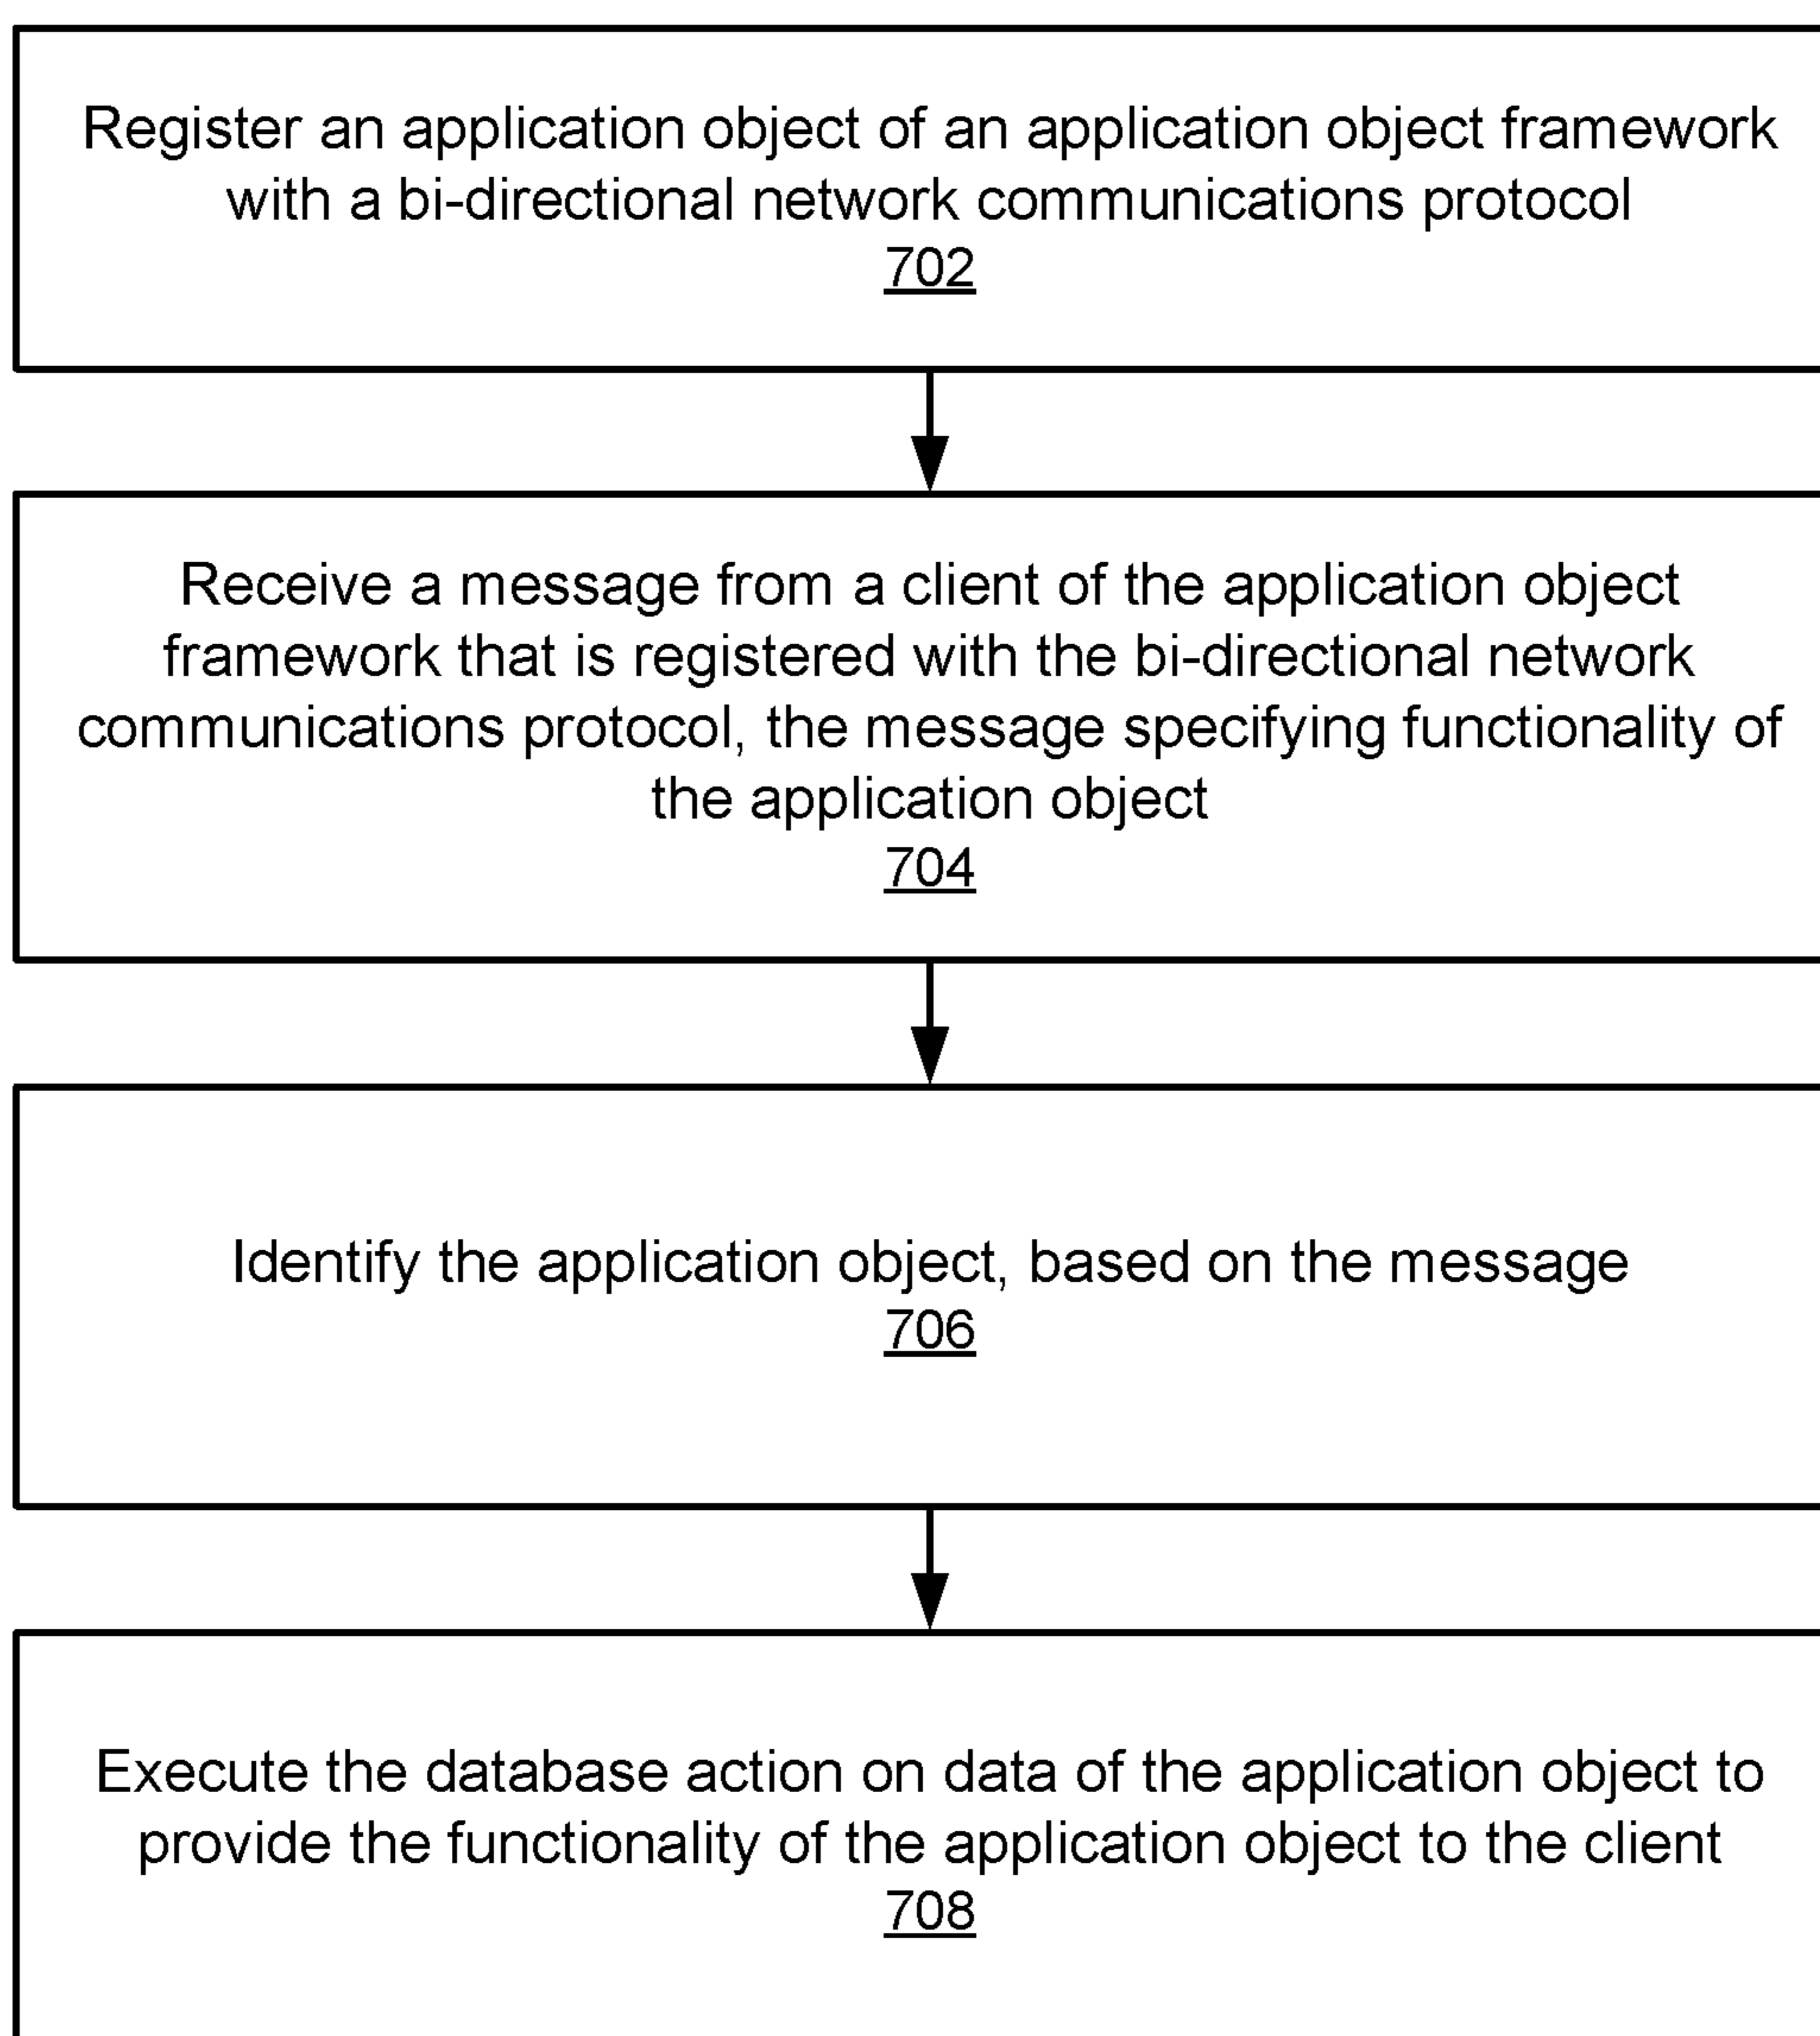 Register an application object of an application object framework
with a bi-directional network communications protocol
702
Receive a message from a client of the application object
framework that is registered with the bi-directional network
communications protocol, the message specifying functionality of
the application object
704
Identify the application object, based on the message
706
Execute the database action on data of the application object to
provide the functionality of the application object to the client
708